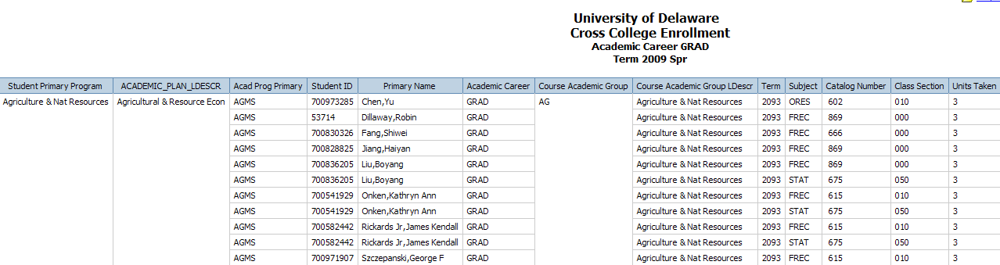 University of Delaware
Cross College Enrollment
Academic Career GRAD
Term 2009 Spr
Student Primary Program ACADEMIC_PLAN_LDESCR Acad Prog Primary Student ID Primary Name Academic Career Course Academic Group Course Academic Group LDescr Term Subject Catalog Number Class Section Units Taken
Agriculture & Nat Resources Agricultural & Resource Econ AGMS 700973285 Chen,Yu GRAD AG Agriculture & Nat Resources 2093 ORES 602 010 3
AGMS 53714 Dillaway,Robin GRAD Agriculture & Nat Resources 2093 FREC 869 000 3
AGMS 700830326 Fang,Shiwei GRAD Agriculture & Nat Resources 2093 FREC 666 000 3
AGMS 700828825 Jiang,Haiyan GRAD Agriculture & Nat Resources 2093 FREC 869 000 3
AGMS 700836205 Liu,Boyang GRAD Agriculture & Nat Resources 2093 FREC 869 000 3
AGMS 700836205 Liu,Boyang GRAD Agriculture & Nat Resources 2093 STAT 675 050 3
AGMS 700541929 Onken,Kathryn Ann GRAD Agriculture & Nat Resources 2093 FREC 615 010 3
AGMS 700541929 Onken,Kathryn Ann GRAD Agriculture & Nat Resources 2093 STAT 675 050 3
AGMS 700582442 Rickards Jr,James Kendall GRAD Agriculture & Nat Resources 2093 FREC 615 010 3
AGMS 700582442 Rickards Jr,James Kendall GRAD Agriculture & Nat Resources 2093 STAT 675 050 3
AGMS 700971907 Szczepanski,George F GRAD Agriculture & Nat Resources 2093 FREC 615 010 3